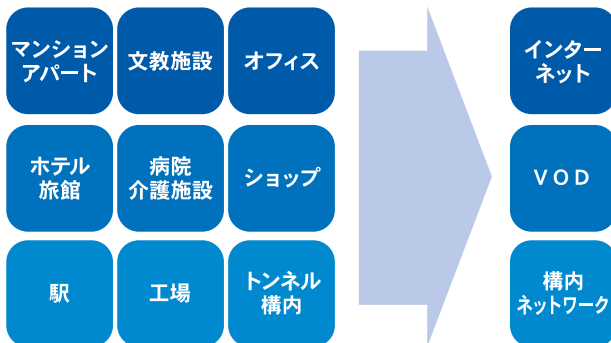 マンション
アパート
文教施設
オフィス
インター
ネット
ホテル
旅館
病院
介護施設
ショップ
VOD
駅
工場
トンネル
構内
構内
ネットワーク